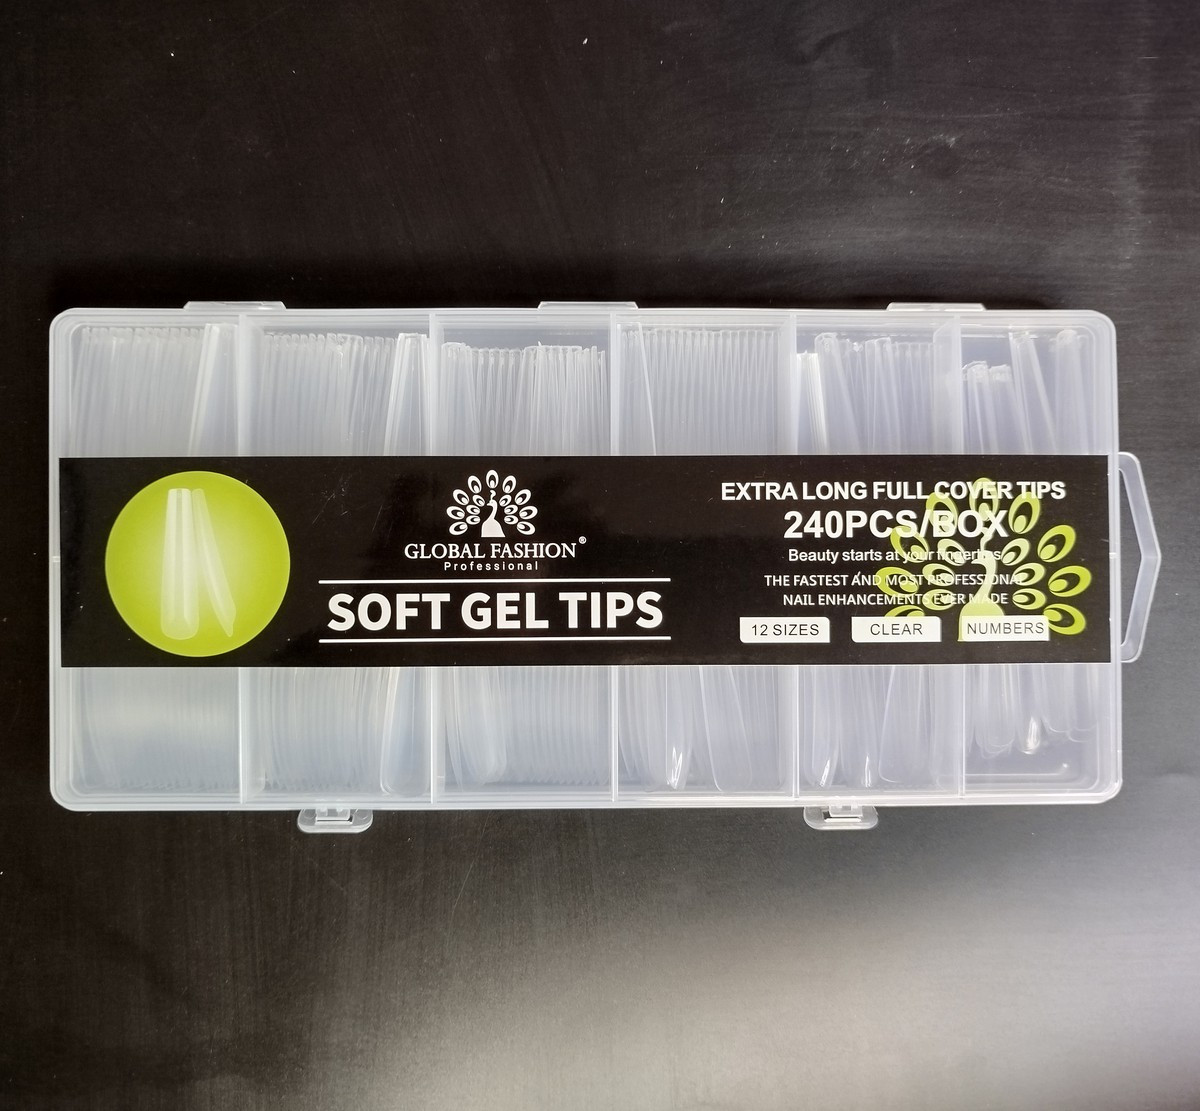 GLOBAL FASHION®
Professional
SOFT GEL TIPS
EXTRA LONG FULL COVER TIPS
240PCS/BOX
Beauty starts at your fingertips
THE FASTEST AND MOST PROFESSIONAL
NAIL ENHANCEMENTS EVER MADE
12 SIZES
CLEAR
NUMBERS